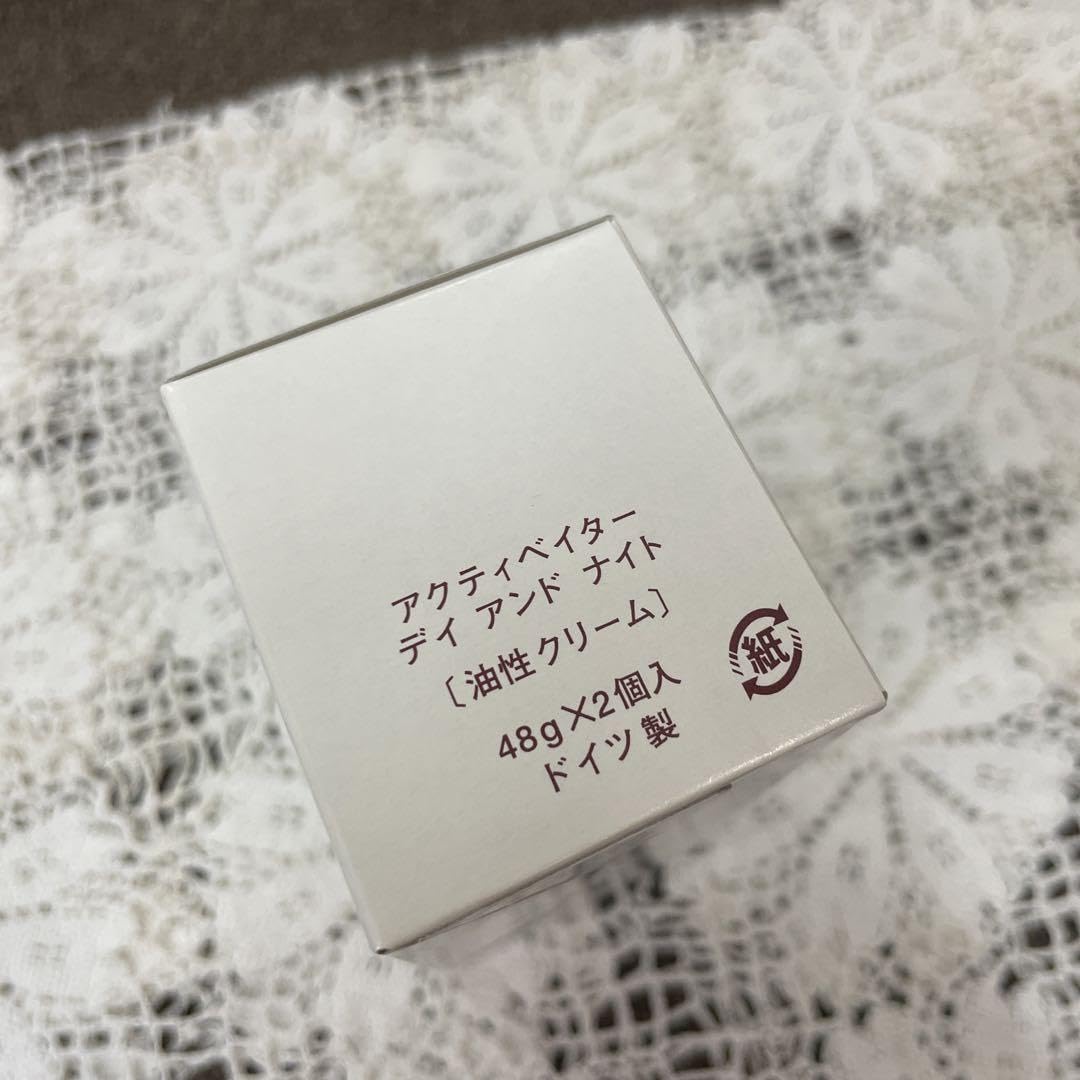 アクティベイター
デイ アンド ナイト
〔油性クリーム〕
48g×2個入
ドイツ製
紙